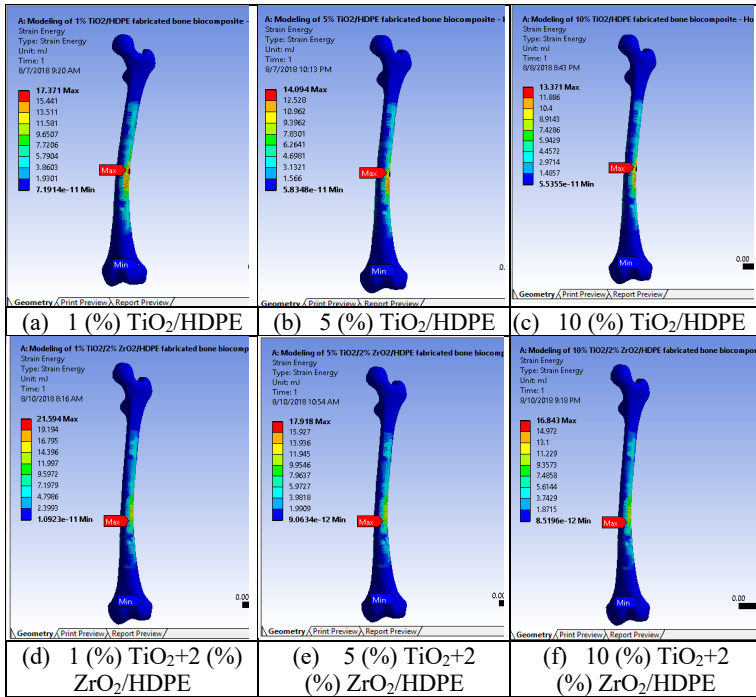 A: Modeling of 1% TiO2/HDPE fabricated bone biocomposite -
Strain Energy
Type: Strain Energy
Unit: mJ
Time: 1
8/7/2018 9:20 AM
17.371 Max
15.441
13.511
11.581
9.6507
7.7206
5.7904
3.8603
1.9301
7.1914e-11 Min
Max
Min
0.
Geometry Print Preview Report Preview
(a) 1 (%) TiO₂/HDPE
A: Modeling of 5% TiO2/HDPE fabricated bone biocomposite - H
Strain Energy
Type: Strain Energy
Unit: mJ
Time: 1
8/7/2018 10:13 PM
14.094 Max
12.528
10.962
9.3962
7.8301
6.2641
4.6981
3.1321
1.566
5.8348e-11 Min
Max
Min
0.
Geometry Print Preview Report Preview
(b) 5 (%) TiO₂/HDPE
A: Modeling of 10% TiO2/HDPE fabricated bone biocomposite - Ho
Strain Energy
Type: Strain Energy
Unit: mJ
Time: 1
8/8/2018 8:43 PM
13.371 Max
11.886
10.4
8.9143
7.4286
5.9429
4.4572
2.9714
1.4857
5.5355e-11 Min
Max
Min
0.00
Geometry Print Preview Report Preview
(c) 10 (%) TiO₂/HDPE
A: Modeling of 1% TiO2/2% ZrO2/HDPE fabricated bone biocomp
Strain Energy
Type: Strain Energy
Unit: mJ
Time: 1
8/10/2018 8:16 AM
21.594 Max
19.194
16.795
14.396
11.997
9.5972
7.1979
4.7986
2.3993
1.0923e-11 Min
Max
Min
0.00
Geometry Print Preview Report Preview
(d) 1 (%) TiO₂+2 (%)
ZrO₂/HDPE
A: Modeling of 5% TiO2/2% ZrO2/HDPE fabricated bone biocomp
Strain Energy
Type: Strain Energy
Unit: mJ
Time: 1
8/10/2018 10:54 AM
17.918 Max
15.927
13.936
11.945
9.9546
7.9637
5.9727
3.9818
1.9909
9.0634e-12 Min
Max
Min
0.00
Geometry Print Preview Report Preview
(e) 5 (%) TiO₂+2
(%) ZrO₂/HDPE
A: Modeling of 10% TiO2/2% ZrO2/HDPE fabricated bone biocompos
Strain Energy
Type: Strain Energy
Unit: mJ
Time: 1
8/10/2018 9:18 PM
16.843 Max
14.972
13.1
11.229
9.3573
7.4858
5.6144
3.7429
1.8715
8.5196e-12 Min
Max
Min
0.00
Geometry Print Preview Report Preview
(f) 10 (%) TiO₂+2
(%) ZrO₂/HDPE